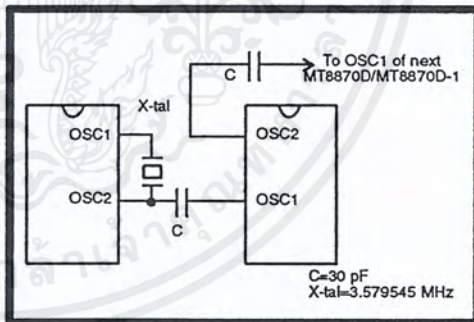 C
To OSC1 of next
MT8870D/MT8870D-1
X-tal
OSC1
OSC2
C
OSC2
OSC1
C=30 pF
X-tal=3.579545 MHz